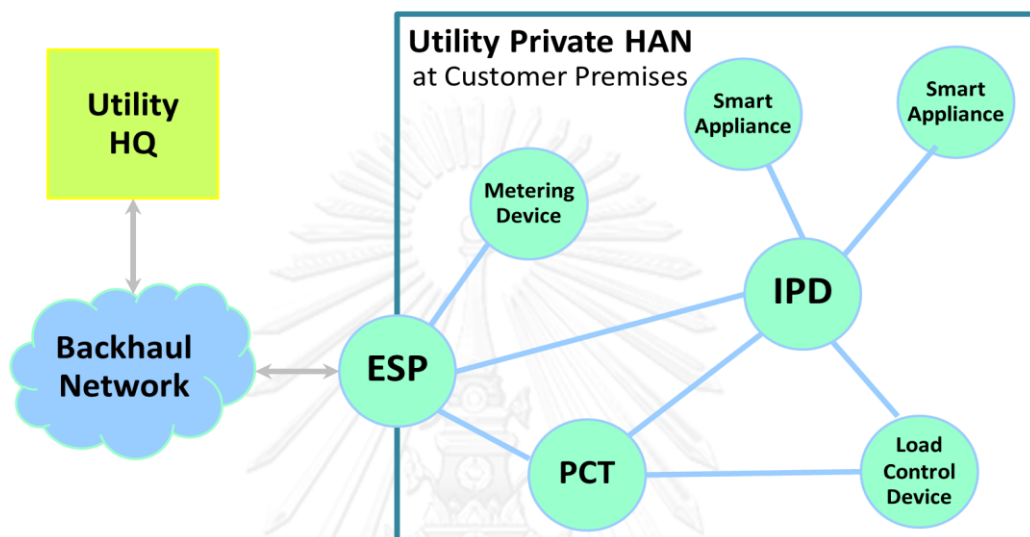 Utility Private HAN
at Customer Premises
Utility
HQ
Smart
Appliance
Smart
Appliance
Metering
Device
IPD
Backhaul
Network
ESP
PCT
Load
Control
Device